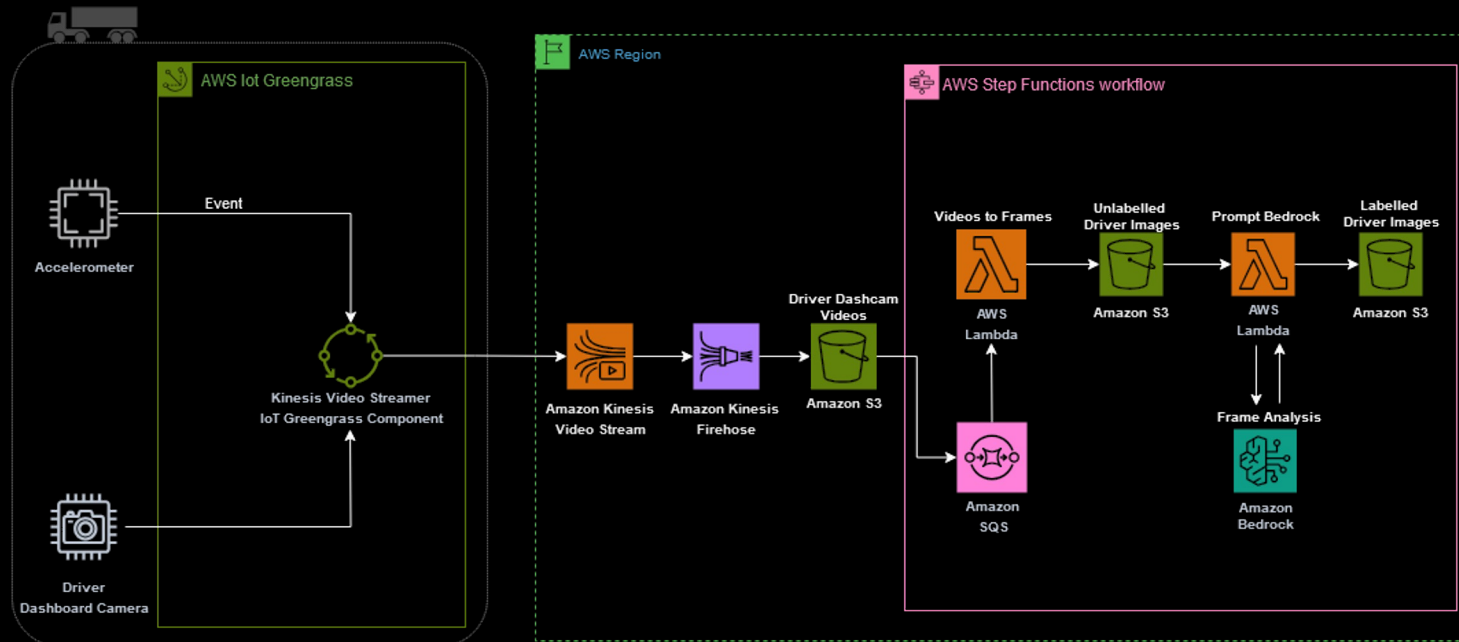 AWS Iot Greengrass
Event
Accelerometer
Kinesis Video Streamer
IoT Greengrass Component
Driver
Dashboard Camera
AWS Region
Amazon Kinesis
Video Stream
Amazon Kinesis
Firehose
Driver Dashcam
Videos
Amazon S3
AWS Step Functions workflow
Videos to Frames
AWS
Lambda
Amazon
SQS
Unlabelled
Driver Images
Amazon S3
Prompt Bedrock
AWS
Lambda
Frame Analysis
Amazon
Bedrock
Labelled
Driver Images
Amazon S3